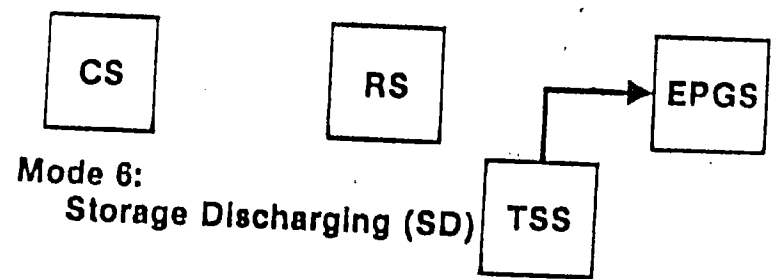 CS
RS
EPGS
Mode 6:
Storage Discharging (SD)
TSS